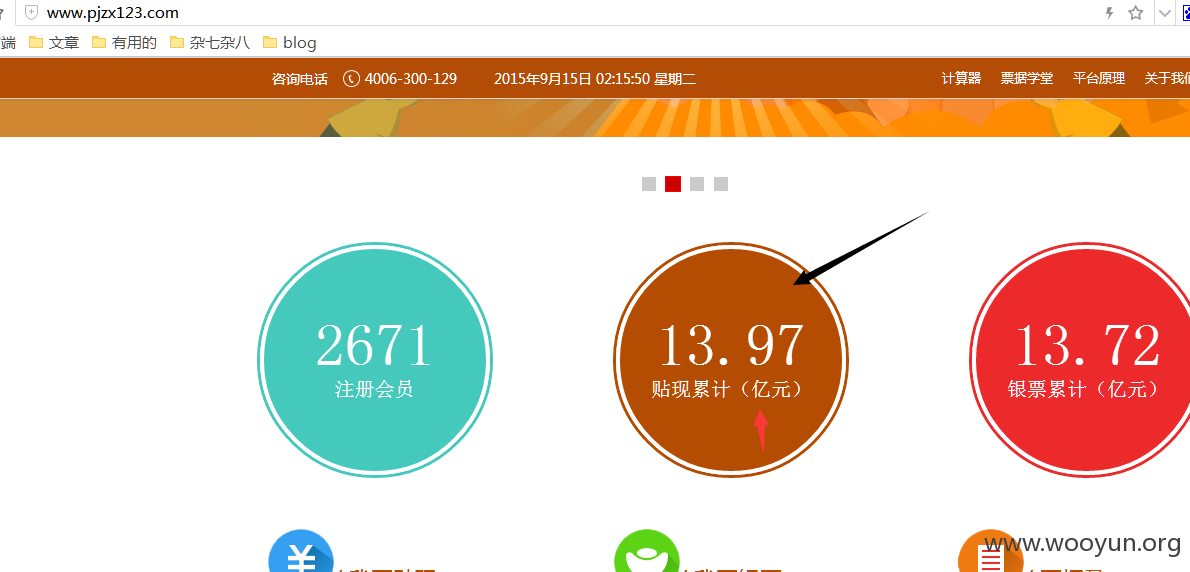 www.pjzx123.com
文章 有用的 杂七杂八 blog
咨询电话 4006-300-129 2015年9月15日 02:15:50 星期二 计算器 票据学堂 平台原理 关于我们
2671 13.97 13.72
注册会员 贴现累计（亿元） 银票累计（亿元）
www.wooyun.org